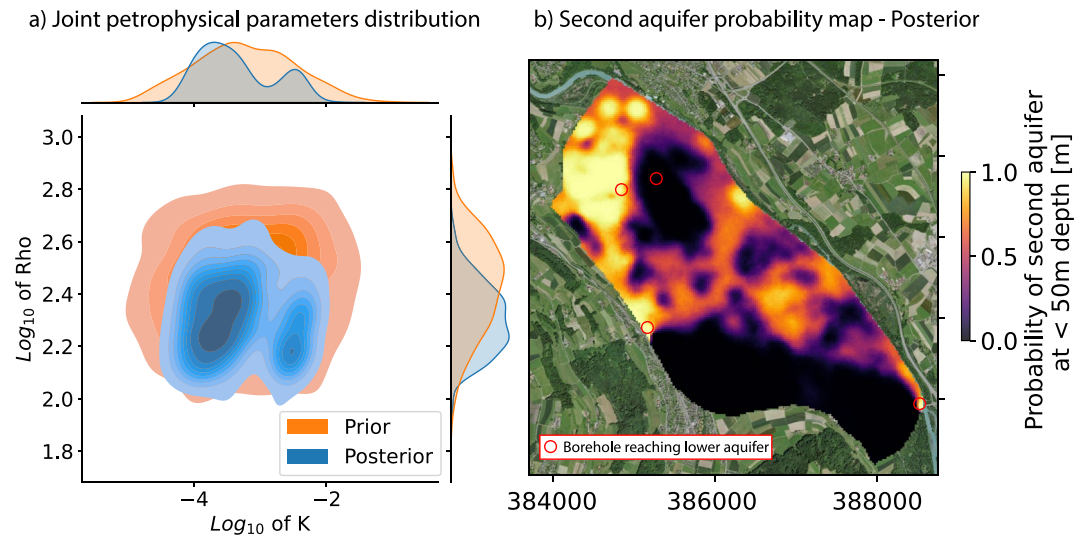 a) Joint petrophysical parameters distribution
3.0
2.8
2.6
2.4
2.2
2.0
1.8
Log10 of Rho
−4
−2
Log10 of K
Prior
Posterior
b) Second aquifer probability map - Posterior
Borehole reaching lower aquifer
384000
386000
388000
1.0
0.5
0.0
Probability of second aquifer
at < 50m depth [m]